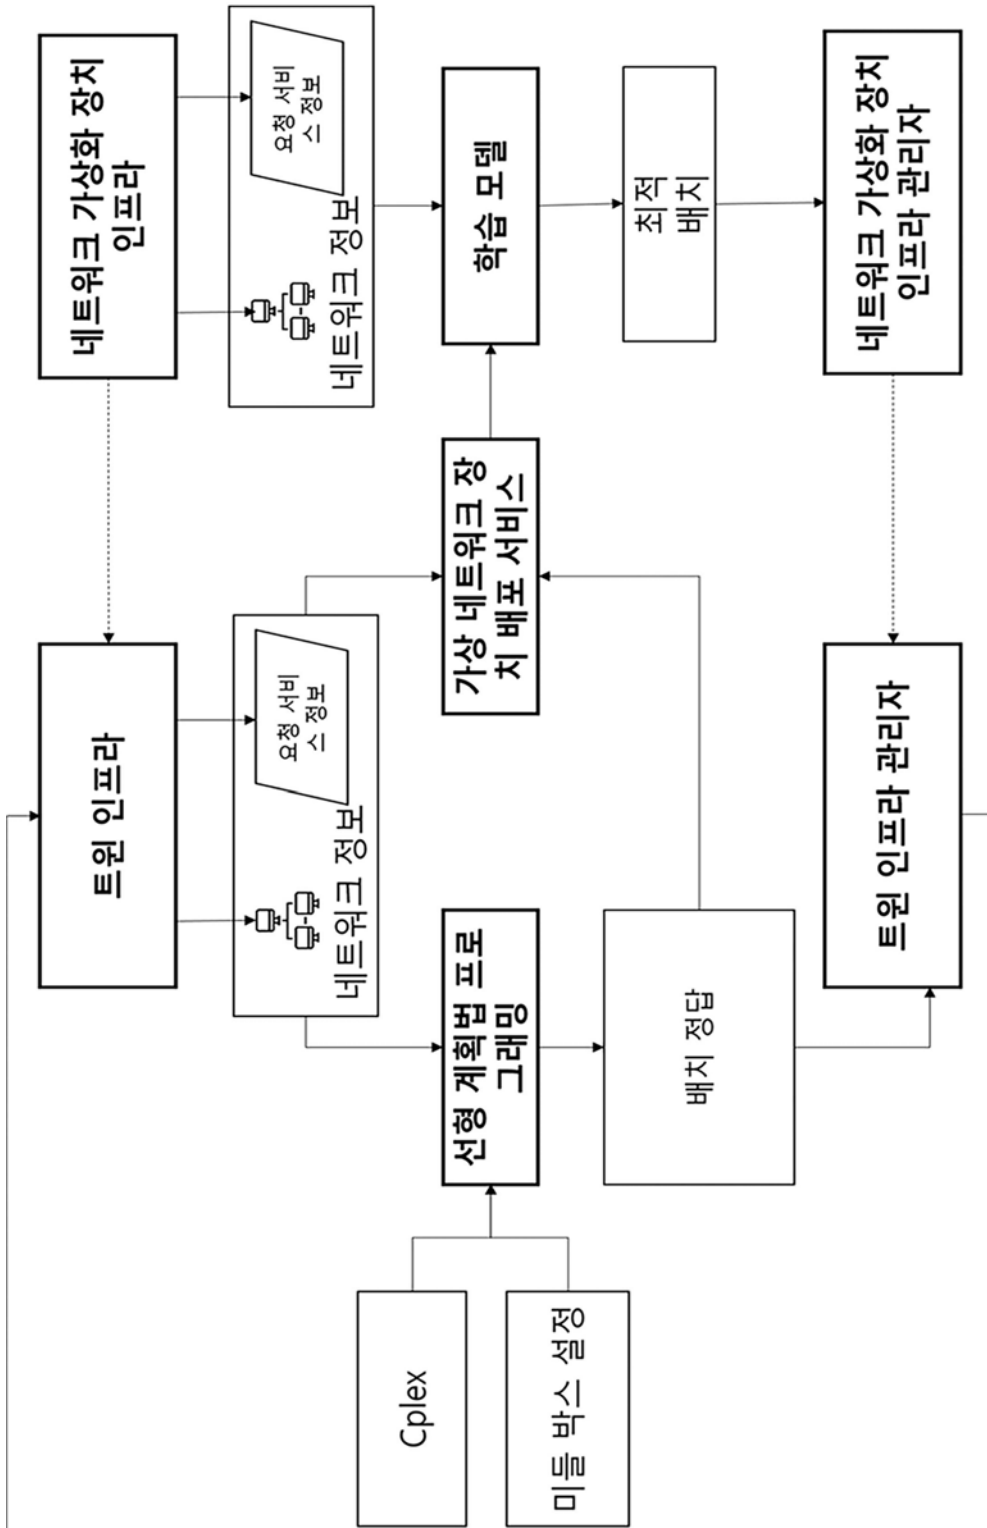 트윈 인프라
네트워크 가상화 장치
인프라
요청 서비
스 정보
네트워크 정보
요청 서비
스 정보
네트워크 정보
Cplex
미들 박스 설정
선형 계획법 프로
그래밍
가상 네트워크 장
치 배포 서비스
학습 모델
배치 정답
최적
배치
트윈 인프라 관리자
네트워크 가상화 장치
인프라 관리자